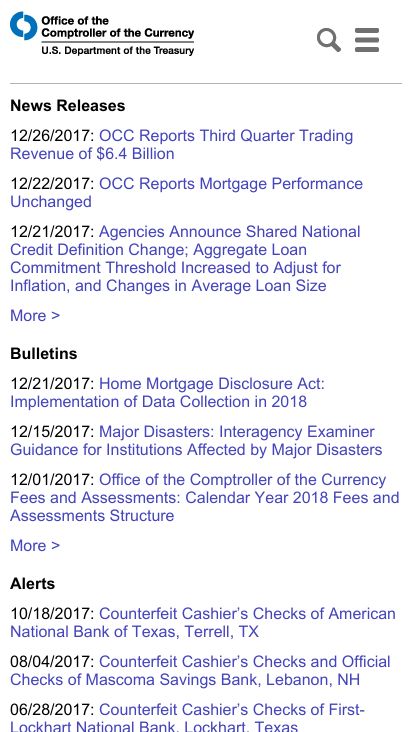 Office of the
Comptroller of the Currency
U.S. Department of the Treasury
News Releases
12/26/2017: OCC Reports Third Quarter Trading
Revenue of $6.4 Billion
12/22/2017: OCC Reports Mortgage Performance
Unchanged
12/21/2017: Agencies Announce Shared National
Credit Definition Change; Aggregate Loan
Commitment Threshold Increased to Adjust for
Inflation, and Changes in Average Loan Size
More >
Bulletins
12/21/2017: Home Mortgage Disclosure Act:
Implementation of Data Collection in 2018
12/15/2017: Major Disasters: Interagency Examiner
Guidance for Institutions Affected by Major Disasters
12/01/2017: Office of the Comptroller of the Currency
Fees and Assessments: Calendar Year 2018 Fees and
Assessments Structure
More >
Alerts
10/18/2017: Counterfeit Cashier’s Checks of American
National Bank of Texas, Terrell, TX
08/04/2017: Counterfeit Cashier’s Checks and Official
Checks of Mascoma Savings Bank, Lebanon, NH
06/28/2017: Counterfeit Cashier’s Checks of First-
Lockhart National Bank, Lockhart, Texas